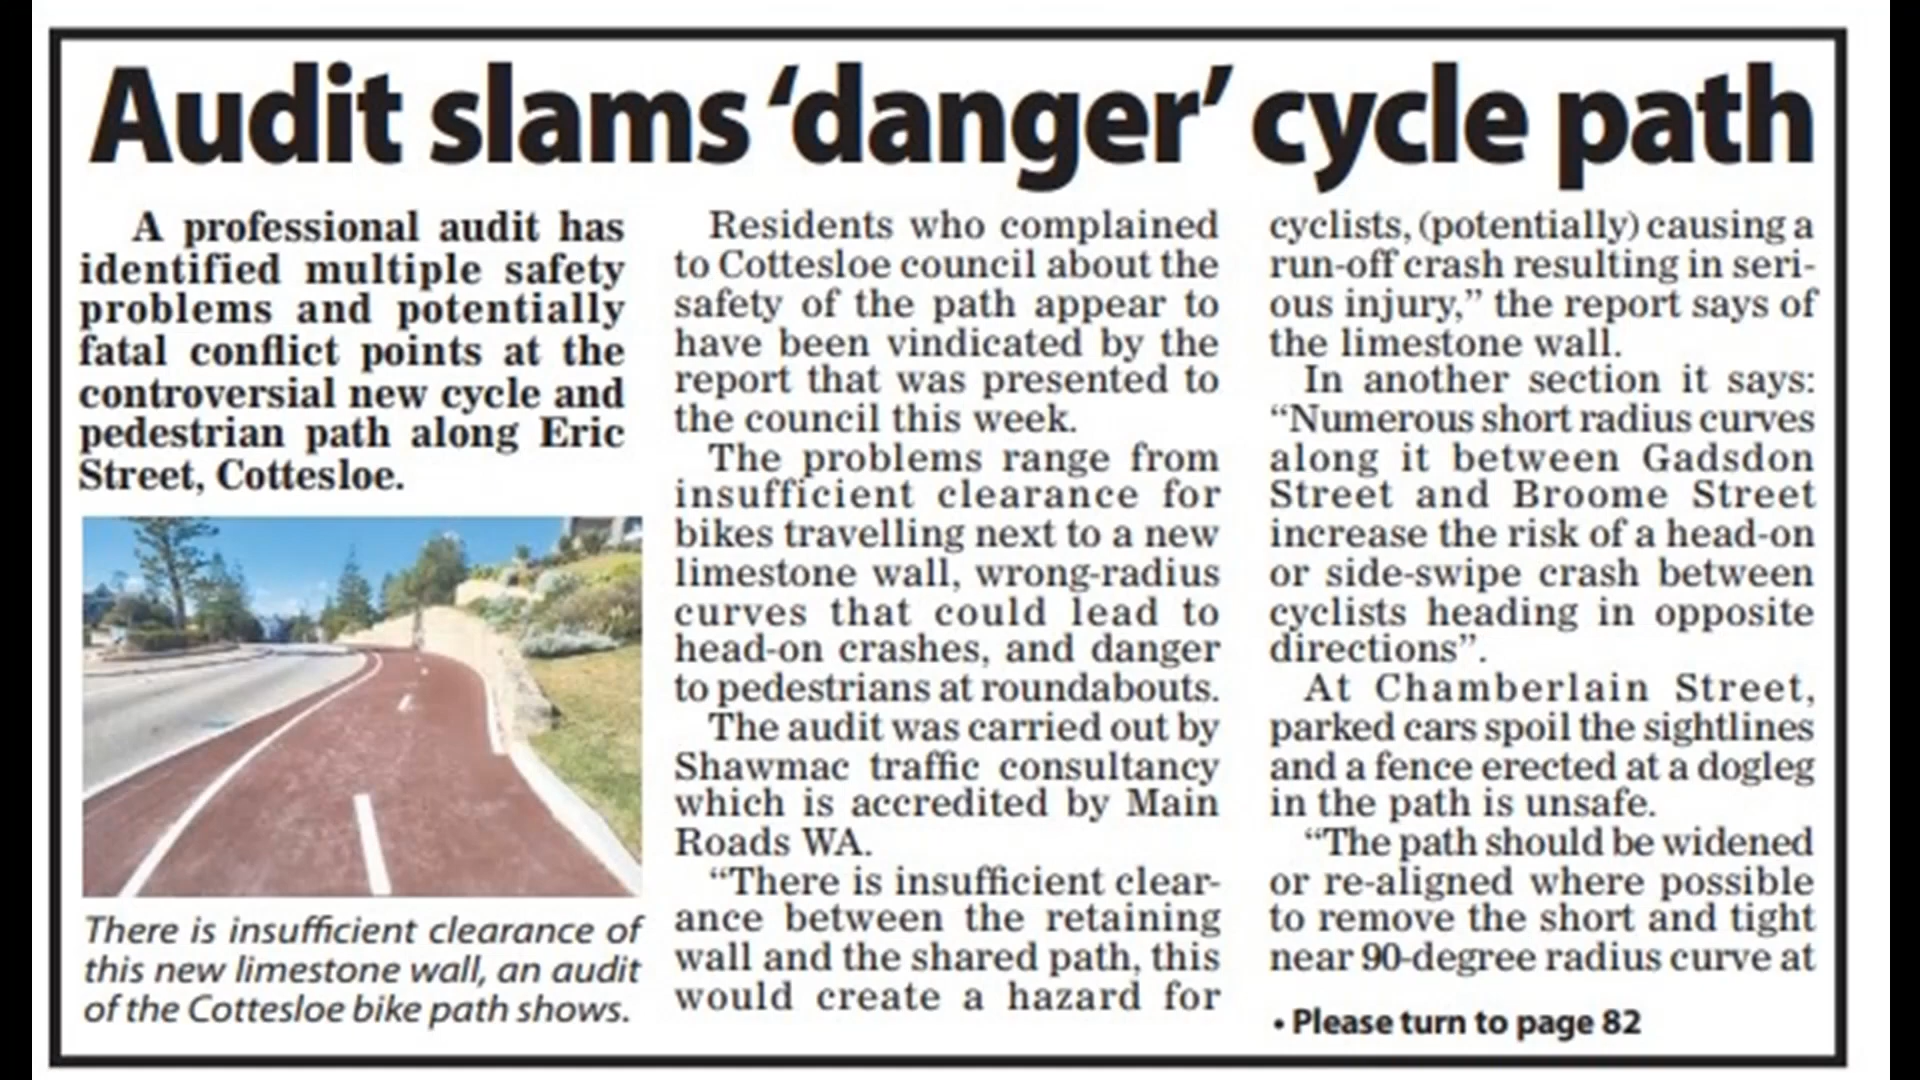 Audit slams ‘danger’ cycle path
A professional audit has
identified multiple safety
problems and potentially
fatal conflict points at the
controversial new cycle and
pedestrian path along Eric
Street, Cottesloe.
There is insufficient clearance of
this new limestone wall, an audit
of the Cottesloe bike path shows.
Residents who complained
to Cottesloe council about the
safety of the path appear to
have been vindicated by the
report that was presented to
the council this week.
The problems range from
insufficient clearance for
bikes travelling next to a new
limestone wall, wrong-radius
curves that could lead to
head-on crashes, and danger
to pedestrians at roundabouts.
The audit was carried out by
Shawmac traffic consultancy
which is accredited by Main
Roads WA.
“There is insufficient clear-
ance between the retaining
wall and the shared path, this
would create a hazard for
cyclists, (potentially) causing a
run-off crash resulting in seri-
ous injury,” the report says of
the limestone wall.
In another section it says:
“Numerous short radius curves
along it between Gadsdon
Street and Broome Street
increase the risk of a head-on
or side-swipe crash between
cyclists heading in opposite
directions”.
At Chamberlain Street,
parked cars spoil the sightlines
and a fence erected at a dogleg
in the path is unsafe.
“The path should be widened
or re-aligned where possible
to remove the short and tight
near 90-degree radius curve at
• Please turn to page 82